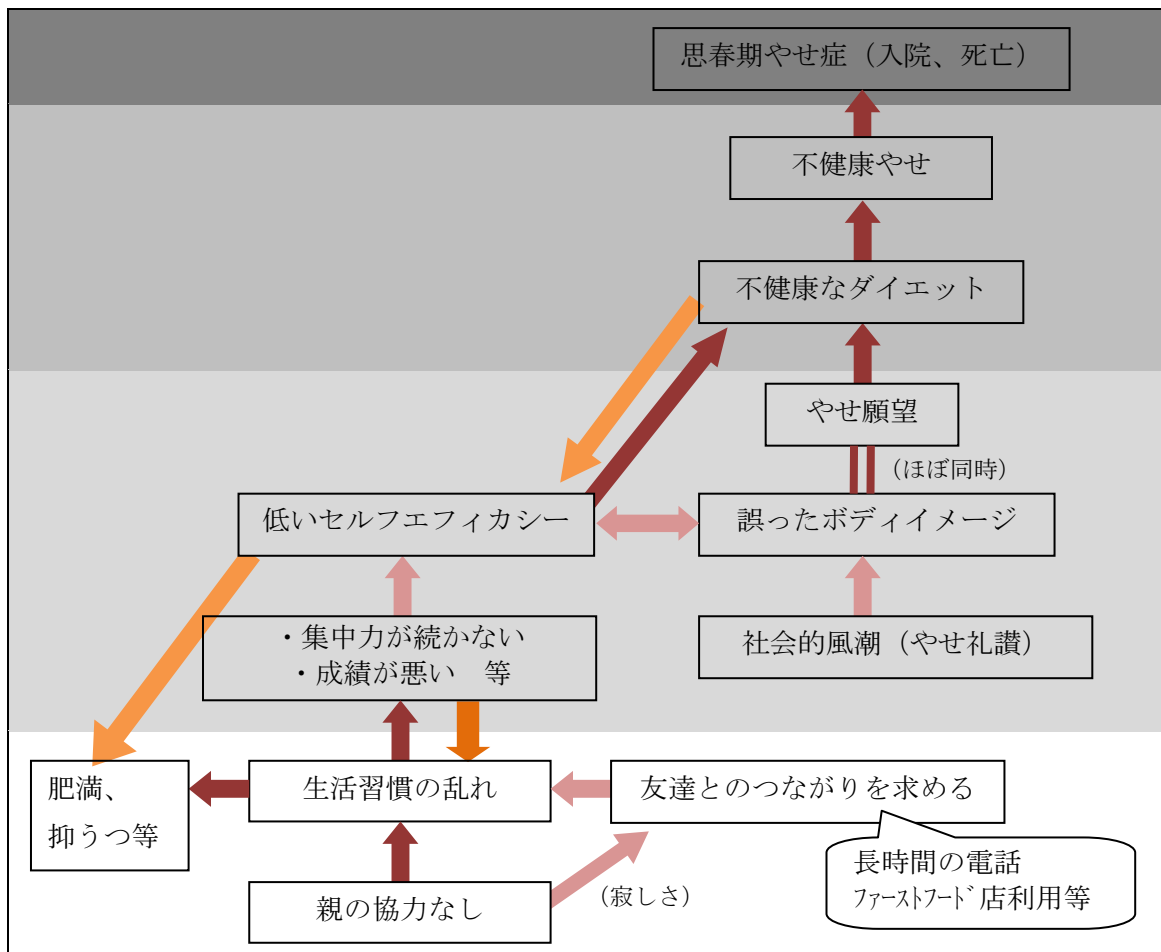 思春期やせ症（入院、死亡）
不健康やせ
不健康なダイエット
やせ願望
（ほぼ同時）
低いセルフエフィカシー
誤ったボディイメージ
・集中力が続かない
・成績が悪い　等
社会的風潮（やせ礼讃）
肥満、
抑うつ等
生活習慣の乱れ
友達とのつながりを求める
長時間の電話
ﾌｧｰｽﾄﾌｰﾄﾞ店利用等
親の協力なし
（寂しさ）